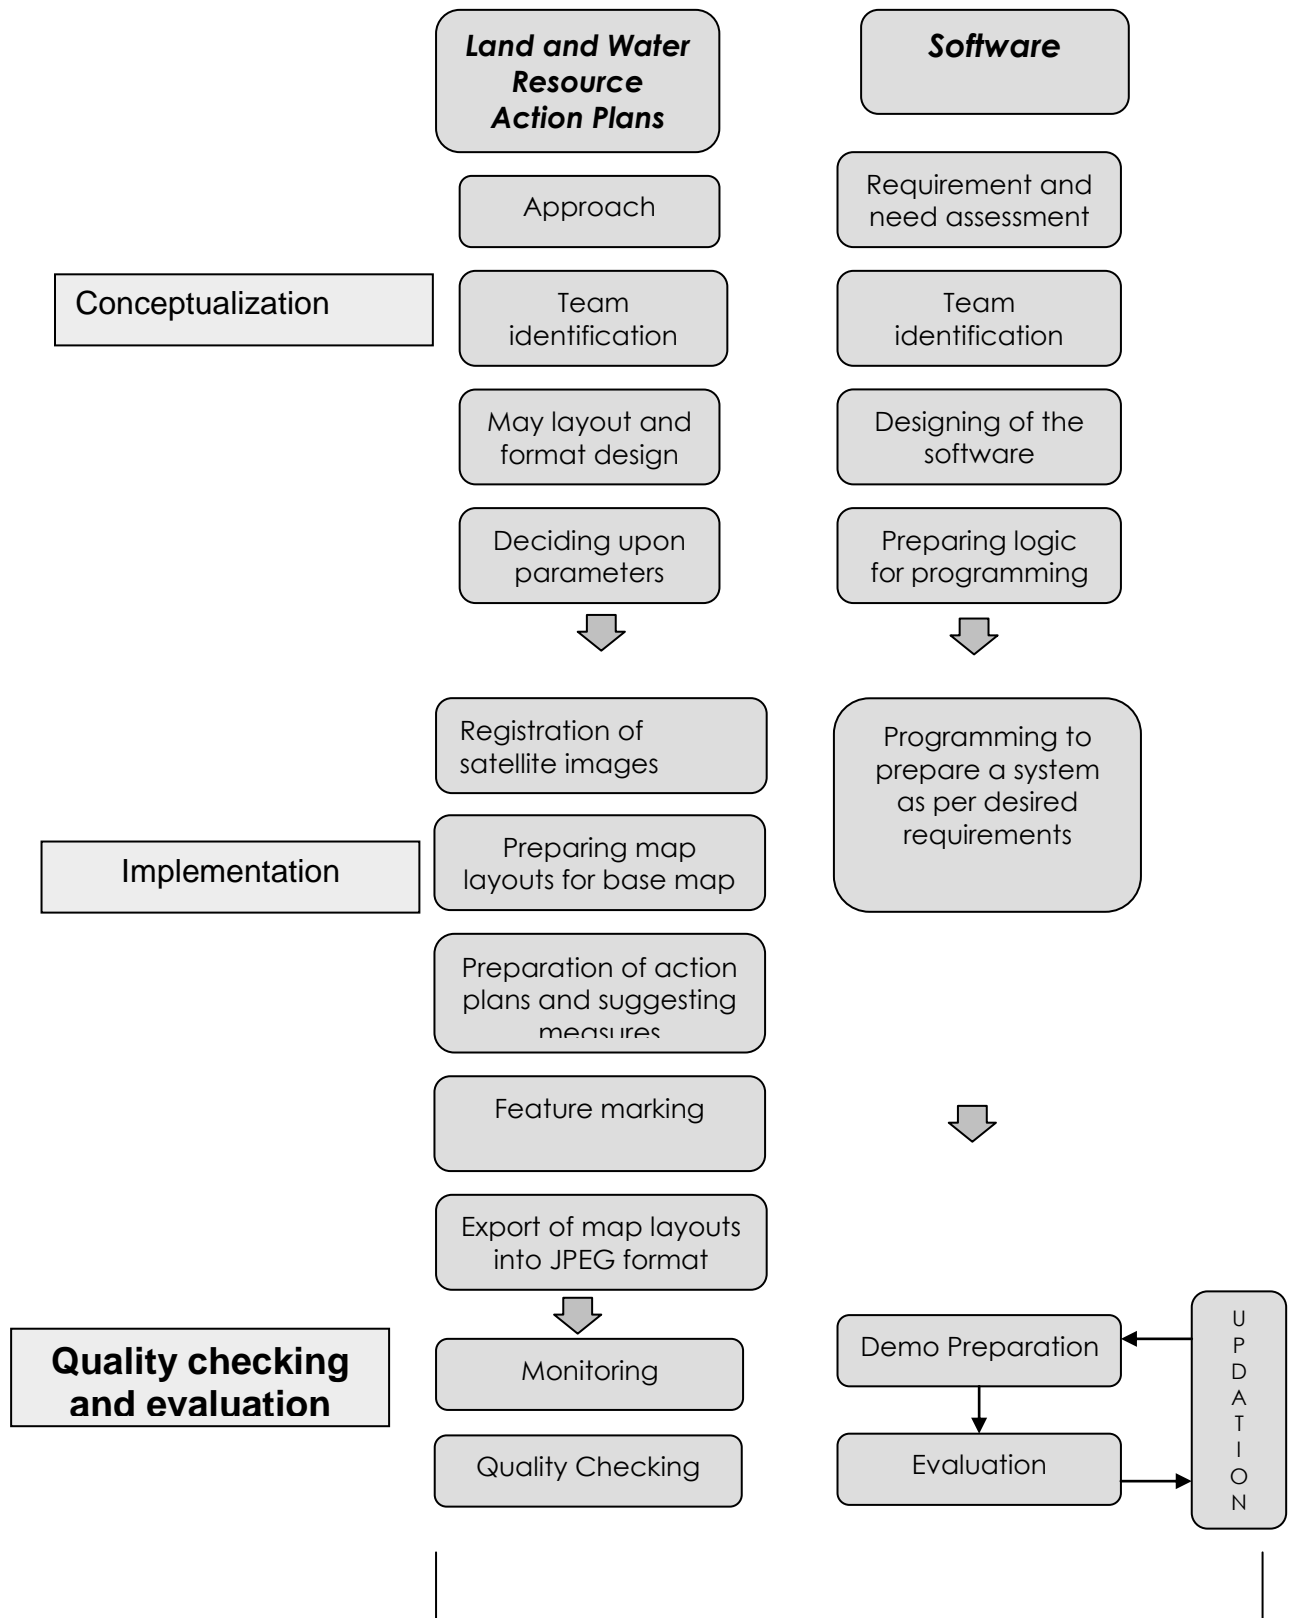 Land and Water
Resource
Action Plans
Software
Approach
Requirement and
need assessment
Conceptualization
Team
identification
Team
identification
May layout and
format design
Designing of the
software
Deciding upon
parameters
Preparing logic
for programming
Registration of
satellite images
Programming to
prepare a system
as per desired
requirements
Implementation
Preparing map
layouts for base map
Preparation of action
plans and suggesting
measures
Feature marking
Export of map layouts
into JPEG format
Quality checking
and evaluation
Monitoring
Demo Preparation
Quality Checking
Evaluation
U
P
D
A
T
I
O
N